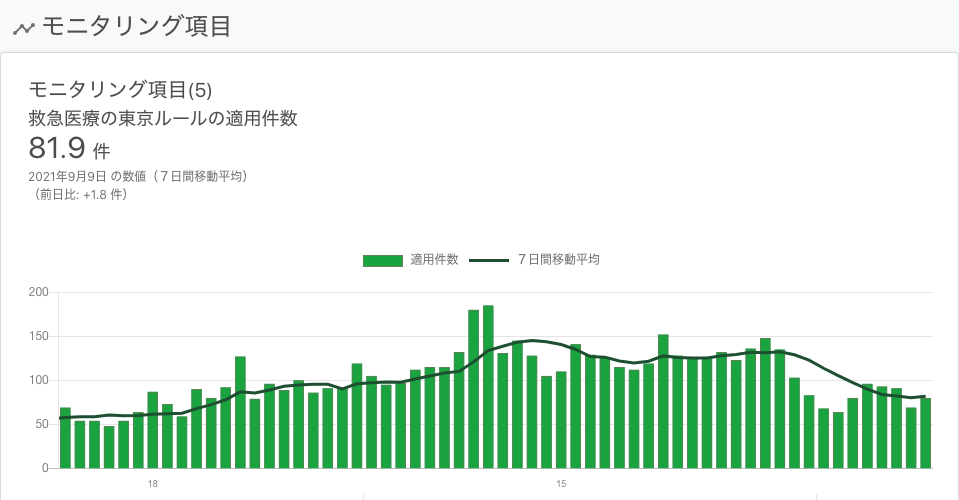 モニタリング項目
モニタリング項目(5)
救急医療の東京ルールの適用件数
81.9 件
2021年9月9日 の数値（７日間移動平均）
（前日比: +1.8 件）
適用件数 ７日間移動平均
200
150
100
50
0
18 15